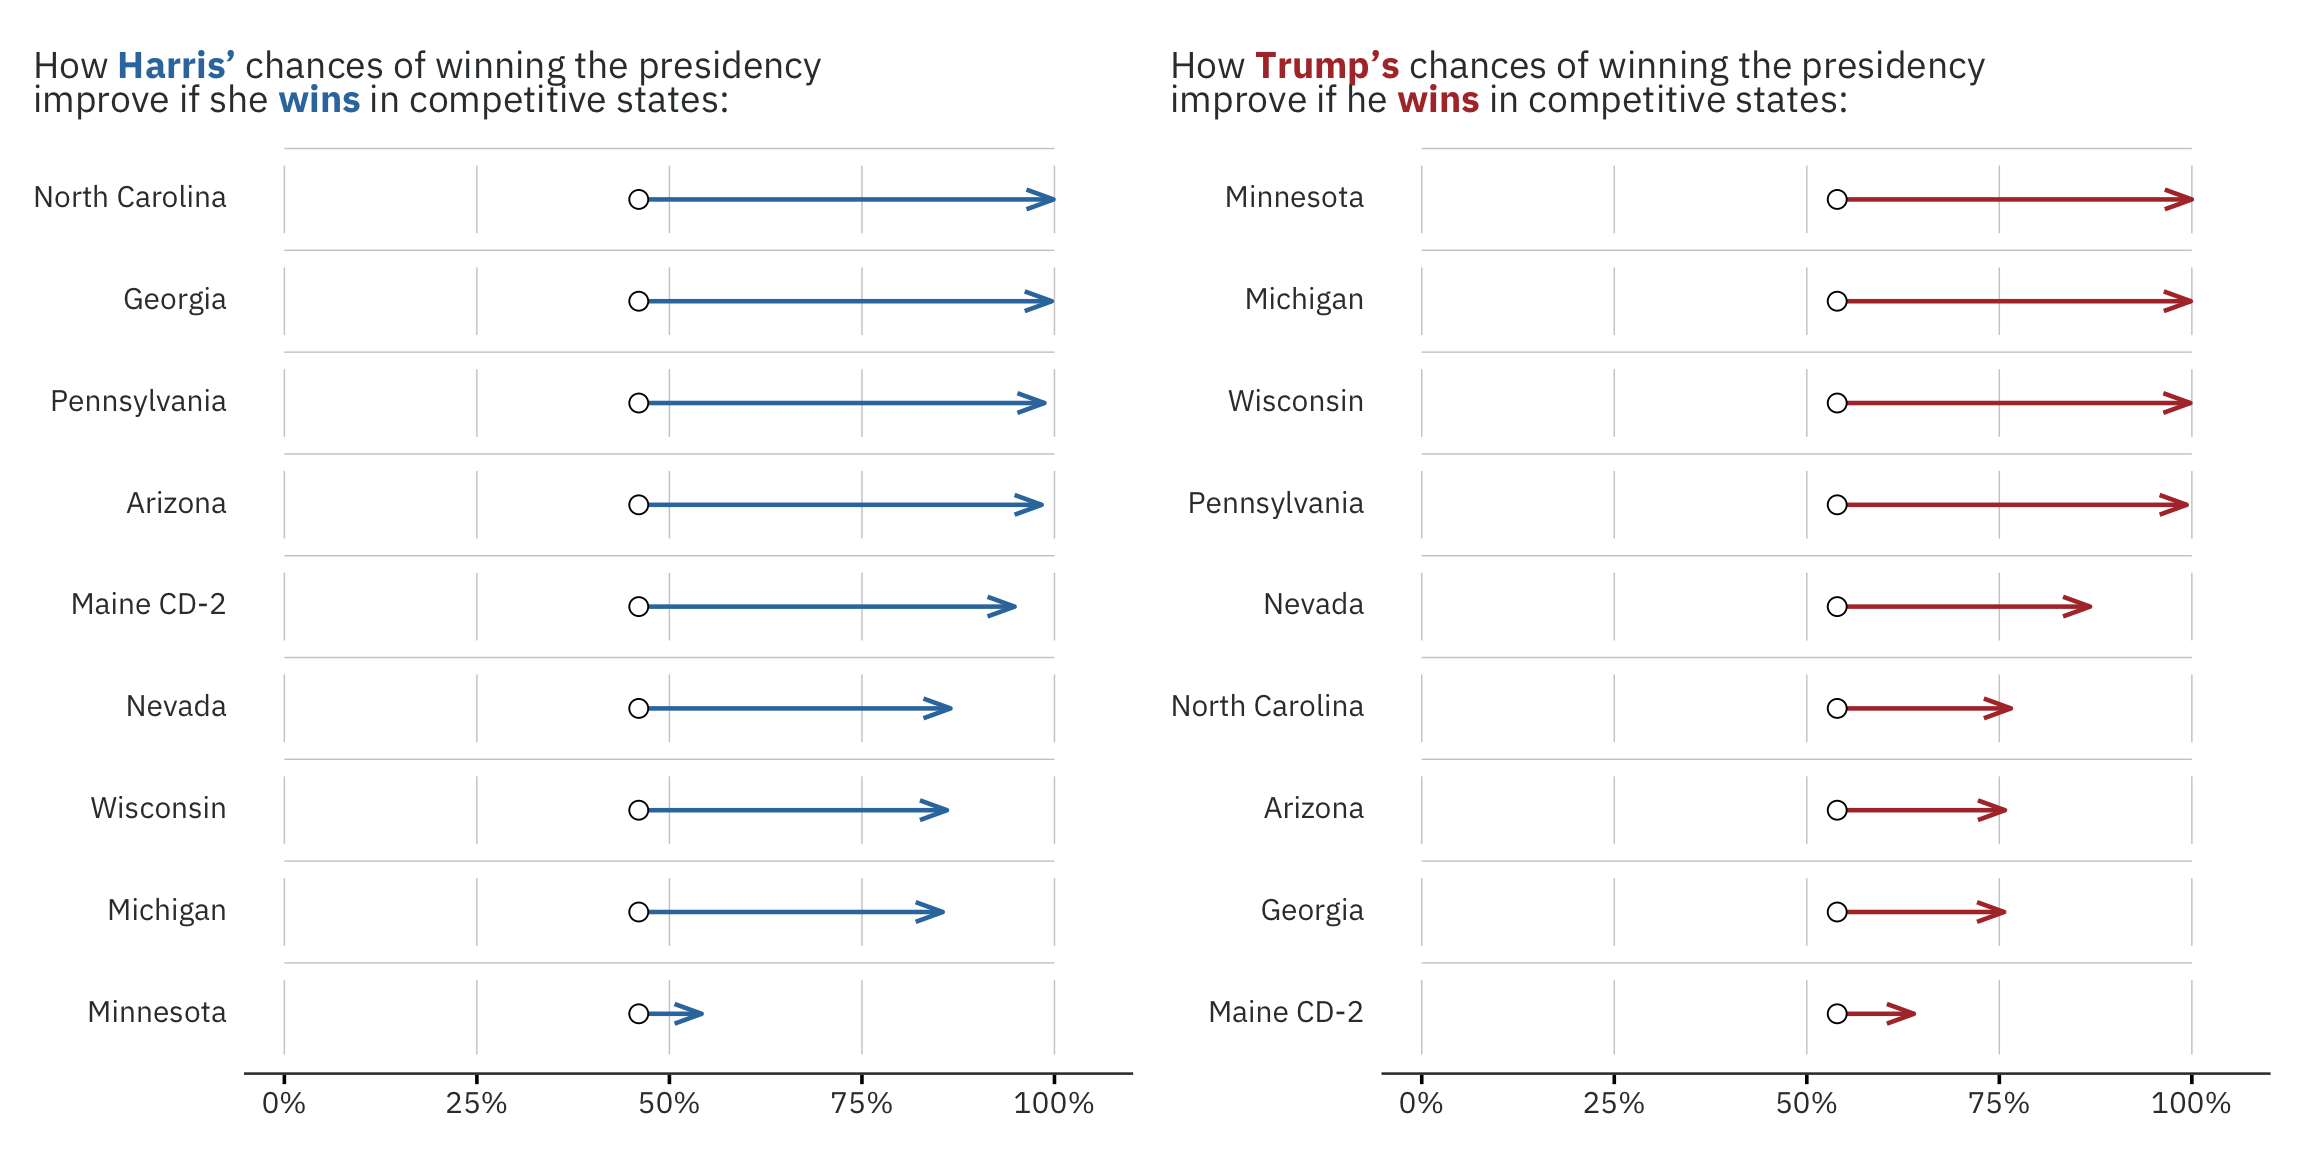 How Harris’ chances of winning the presidency
improve if she wins in competitive states:
North Carolina
Georgia
Pennsylvania
Arizona
Maine CD-2
Nevada
Wisconsin
Michigan
Minnesota
0% 25% 50% 75% 100%
How Trump’s chances of winning the presidency
improve if he wins in competitive states:
Minnesota
Michigan
Wisconsin
Pennsylvania
Nevada
North Carolina
Arizona
Georgia
Maine CD-2
0% 25% 50% 75% 100%